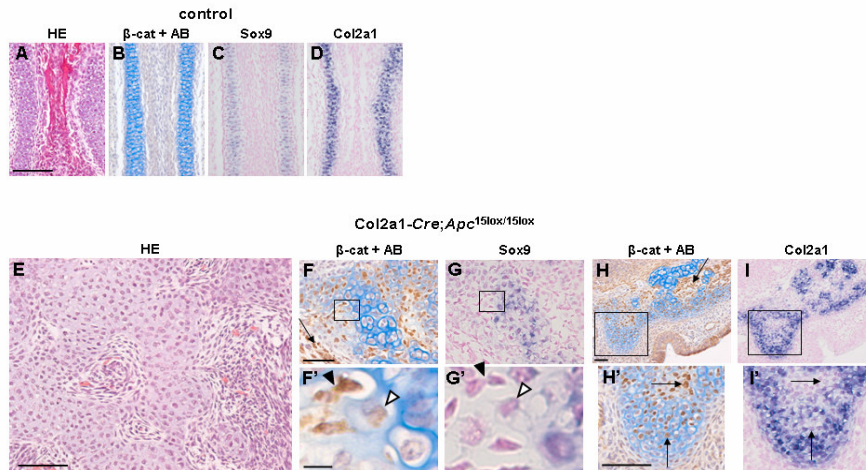 control
HE β-cat + AB Sox9 Col2a1
A B C D
Col2a1-Cre;Apc15lox/15lox
HE β-cat + AB Sox9 β-cat + AB Col2a1
E F G H I
F' G' H' I'